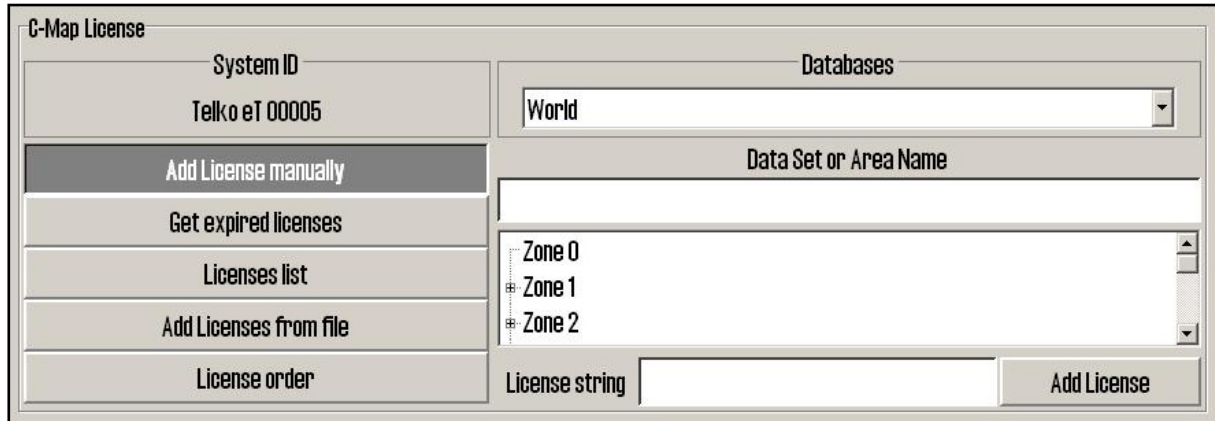 C-Map License
System ID
Telko eT 00005
Databases
World
Add License manually
Get expired licenses
Licenses list
Add Licenses from file
License order
Data Set or Area Name
Zone 0
Zone 1
Zone 2
License string
Add License